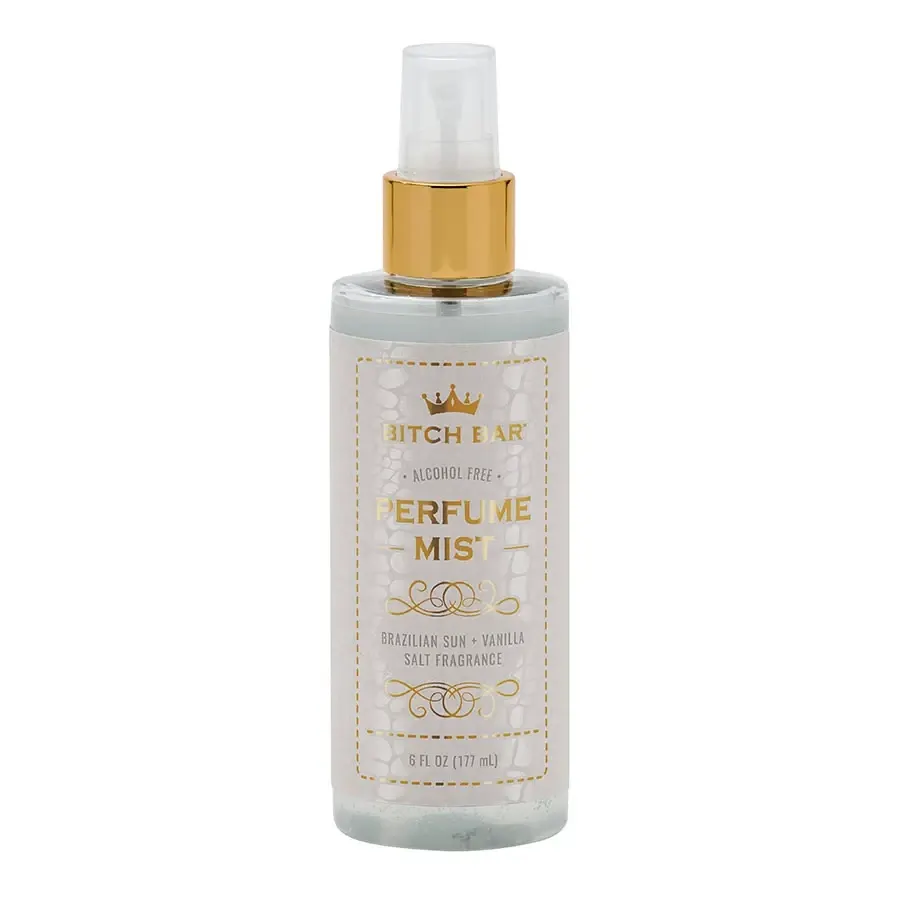 BITCH BAR™
• ALCOHOL FREE •
PERFUME
MIST
BRAZILIAN SUN + VANILLA
SALT FRAGRANCE
6 FL OZ (177 mL)